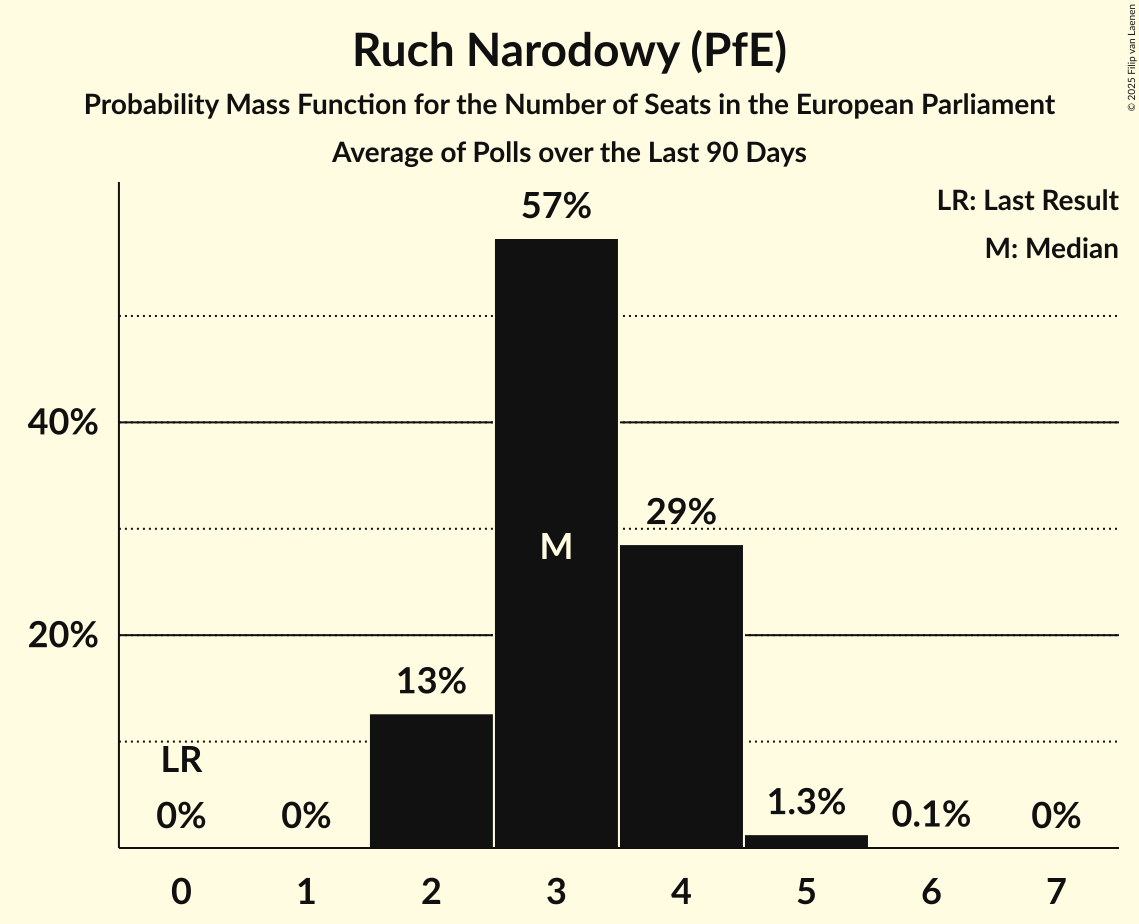 Ruch Narodowy (PfE)
Probability Mass Function for the Number of Seats in the European Parliament
Average of Polls over the Last 90 Days
© 2025 Filip van Laenen
LR: Last Result
M: Median
57%
40%
29%
M
20%
13%
LR
0%
0%
1.3%
0.1%
0%
0 1 2 3 4 5 6 7